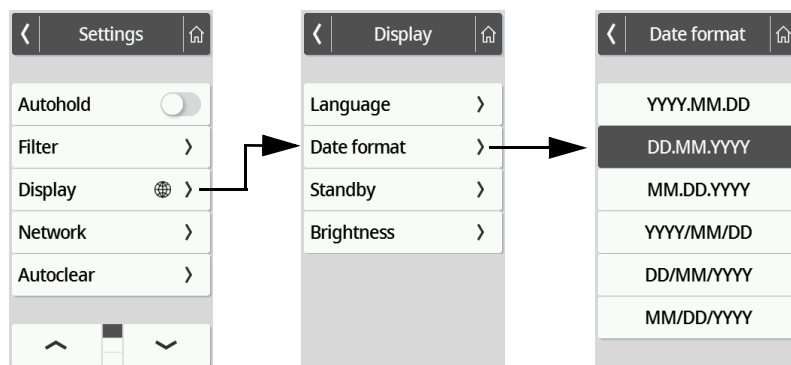 Settings
Autohold
Filter
Display
Network
Autoclear
Display
Language
Date format
Standby
Brightness
Date format
YYYY.MM.DD
DD.MM.YYYY
MM.DD.YYYY
YYYY/MM/DD
DD/MM/YYYY
MM/DD/YYYY